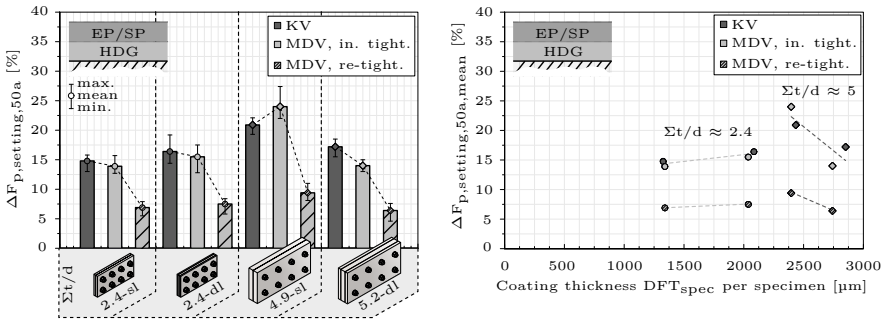 ΔFp,setting,50a [%]
40
35
30
25
20
15
10
5
0
EP/SP
HDG
max.
mean
min.
KV
MDV, in. tight.
MDV, re-tight.
Σt/d
2.4-sl
2.4-dl
4.9-sl
5.2-dl
ΔFp,setting,50a,mean [%]
40
35
30
25
20
15
10
5
0
EP/SP
HDG
KV
MDV, in. tight.
MDV, re-tight.
Σt/d ≈ 2.4
Σt/d ≈ 5
0 500 1000 1500 2000 2500 3000
Coating thickness DFTspec per specimen [µm]